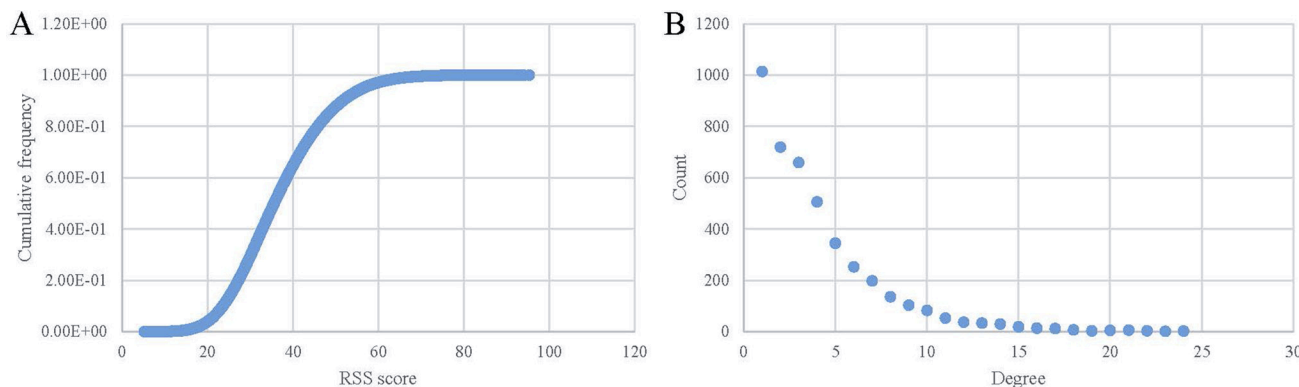 A
1.20E+00
1.00E+00
8.00E-01
6.00E-01
4.00E-01
2.00E-01
0.00E+00
Cumulative frequency
0 20 40 60 80 100 120
RSS score
B
1200
1000
800
600
400
200
0
Count
0 5 10 15 20 25 30
Degree